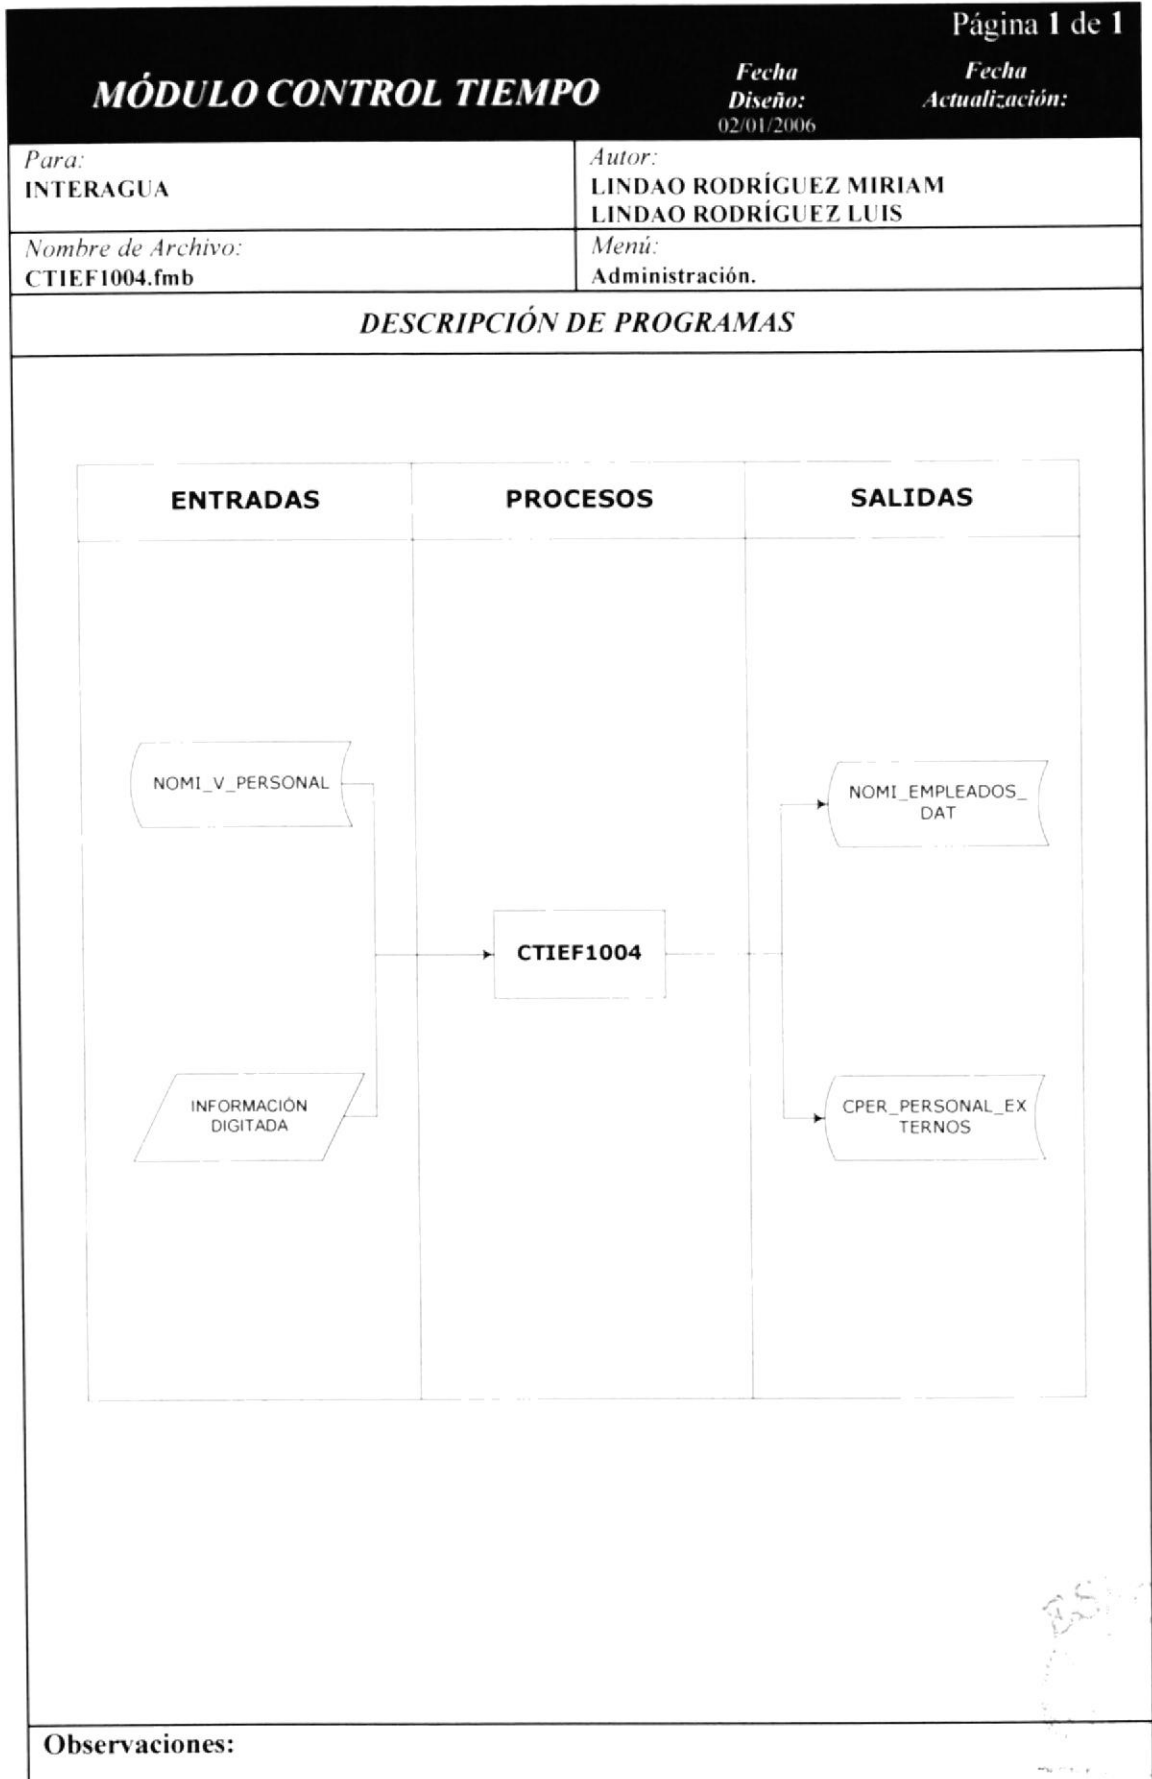 Página 1 de 1
MÓDULO CONTROL TIEMPO
Fecha
Diseño:
02/01/2006
Fecha
Actualización:
Para:
INTERAGUA
Autor:
LINDAO RODRÍGUEZ MIRIAM
LINDAO RODRÍGUEZ LUIS
Nombre de Archivo:
CTIEF1004.fmb
Menú:
Administración.
DESCRIPCIÓN DE PROGRAMAS
ENTRADAS
PROCESOS
SALIDAS
NOMI_V_PERSONAL
NOMI_EMPLEADOS_
DAT
CTIEF1004
INFORMACIÓN
DIGITADA
CPER_PERSONAL_EX
TERNOS
Observaciones: